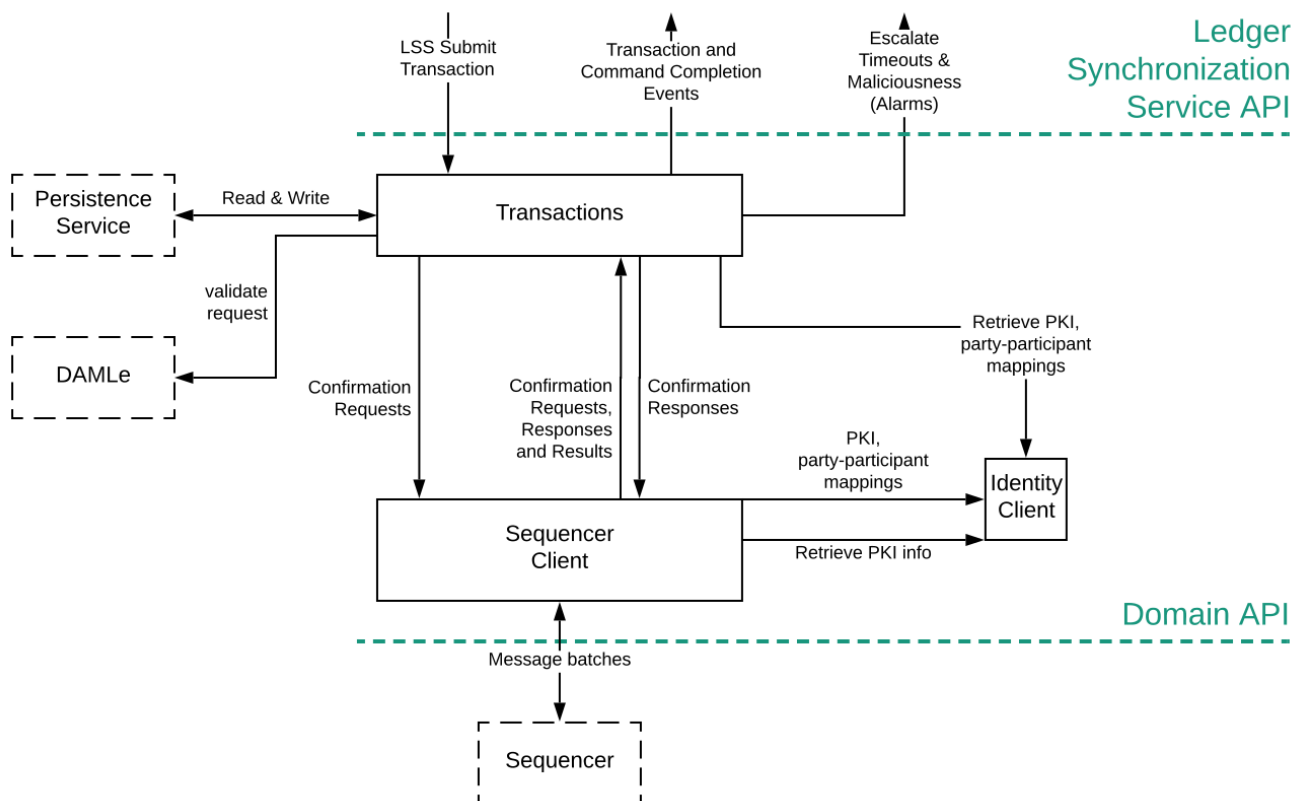 LSS Submit
Transaction
Transaction and
Command Completion
Events
Escalate
Timeouts &
Maliciousness
(Alarms)
Ledger
Synchronization
Service API
Persistence
Service
Read & Write
Transactions
validate
request
DAMLe
Confirmation
Requests
Confirmation
Requests,
Responses
and Results
Confirmation
Responses
Retrieve PKI,
party-participant
mappings
PKI,
party-participant
mappings
Identity
Client
Sequencer
Client
Retrieve PKI info
Domain API
Message batches
Sequencer